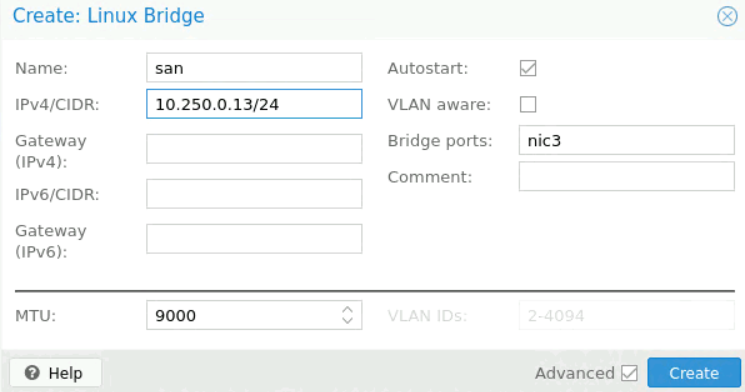 Create: Linux Bridge
Name: san Autostart:
IPv4/CIDR: 10.250.0.13/24 VLAN aware:
Gateway (IPv4): Bridge ports: nic3
IPv6/CIDR: Comment:
Gateway (IPv6):
MTU: 9000 VLAN IDs: 2-4094
Help Advanced Create